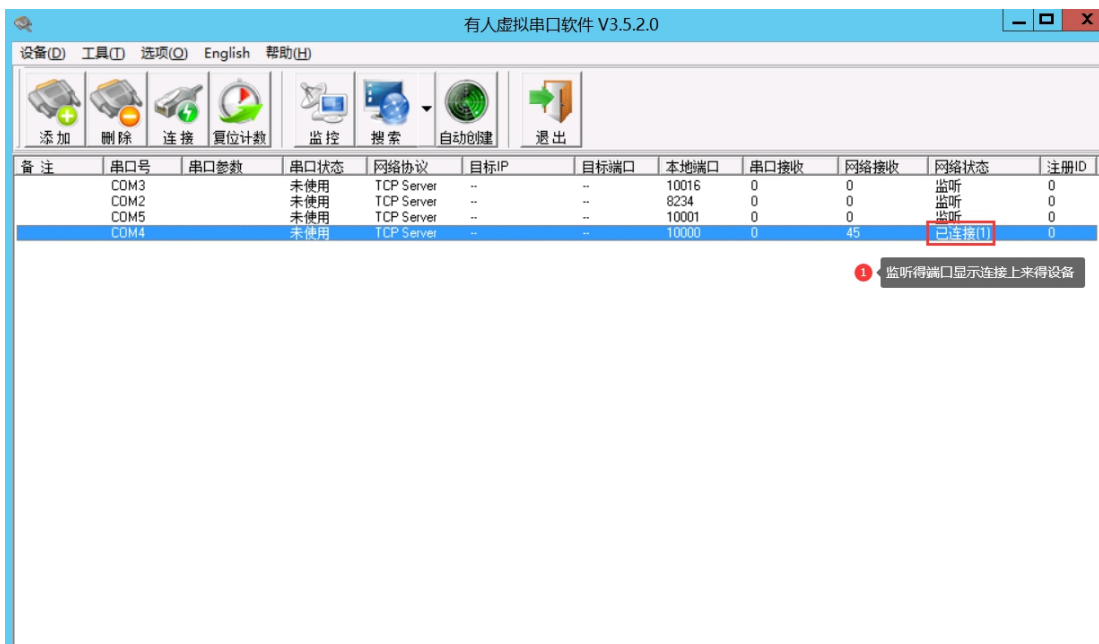 有人虚拟串口软件 V3.5.2.0
设备(D) 工具(T) 选项(O) English 帮助(H)
添加 删除 连接 复位计数 监控 搜索 自动创建 退出
备注 串口号 串口参数 串口状态 网络协议 目标IP 目标端口 本地端口 串口接收 网络接收 网络状态 注册ID
COM3 未使用 TCP Server -- -- 10016 0 0 监听 0
COM2 未使用 TCP Server -- -- 8234 0 0 监听 0
COM5 未使用 TCP Server -- -- 10001 0 0 监听 0
COM4 未使用 TCP Server -- -- 10000 0 45 已连接(1) 0
1 监听得端口显示连接上来得设备